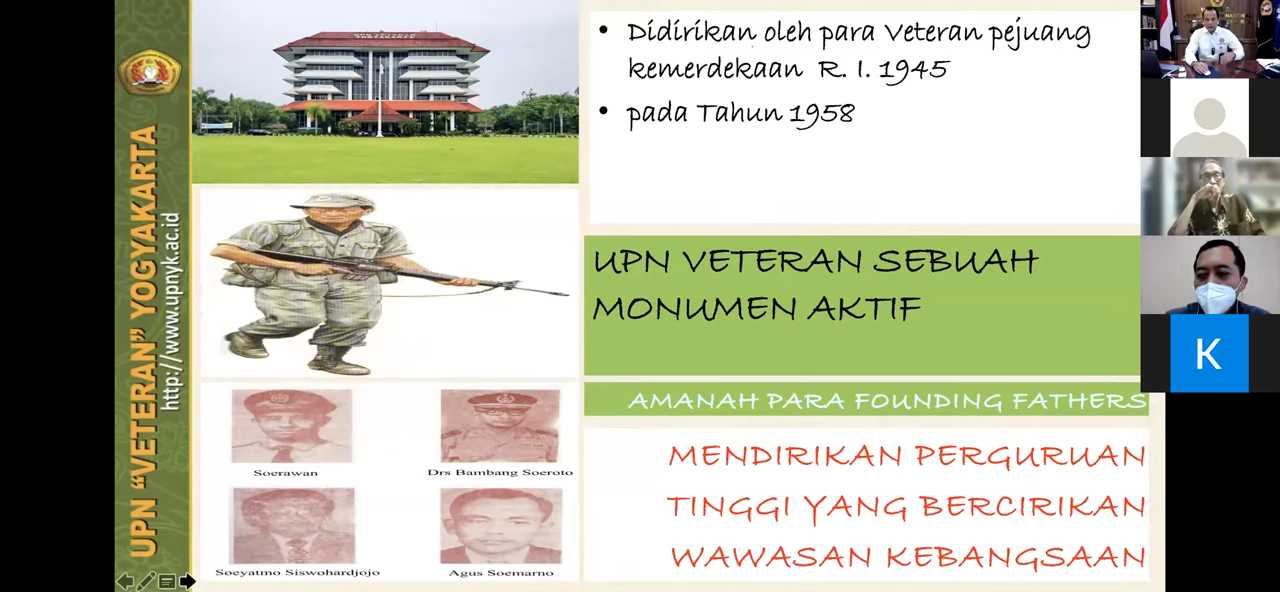 UPN "VETERAN" YOGYAKARTA
http://www.upnyk.ac.id
• Didirikan oleh para Veteran pejuang
kemerdekaan R. I. 1945
• pada Tahun 1958
UPN VETERAN SEBUAH
MONUMEN AKTIF
AMANAH PARA FOUNDING FATHERS
MENDIRIKAN PERGURUAN
TINGGI YANG BERCIRIKAN
WAWASAN KEBANGSAAN
Soerawan
Drs Bambang Soeroto
Soeyatmo Siswohardjojo
Agus Soemarno
K